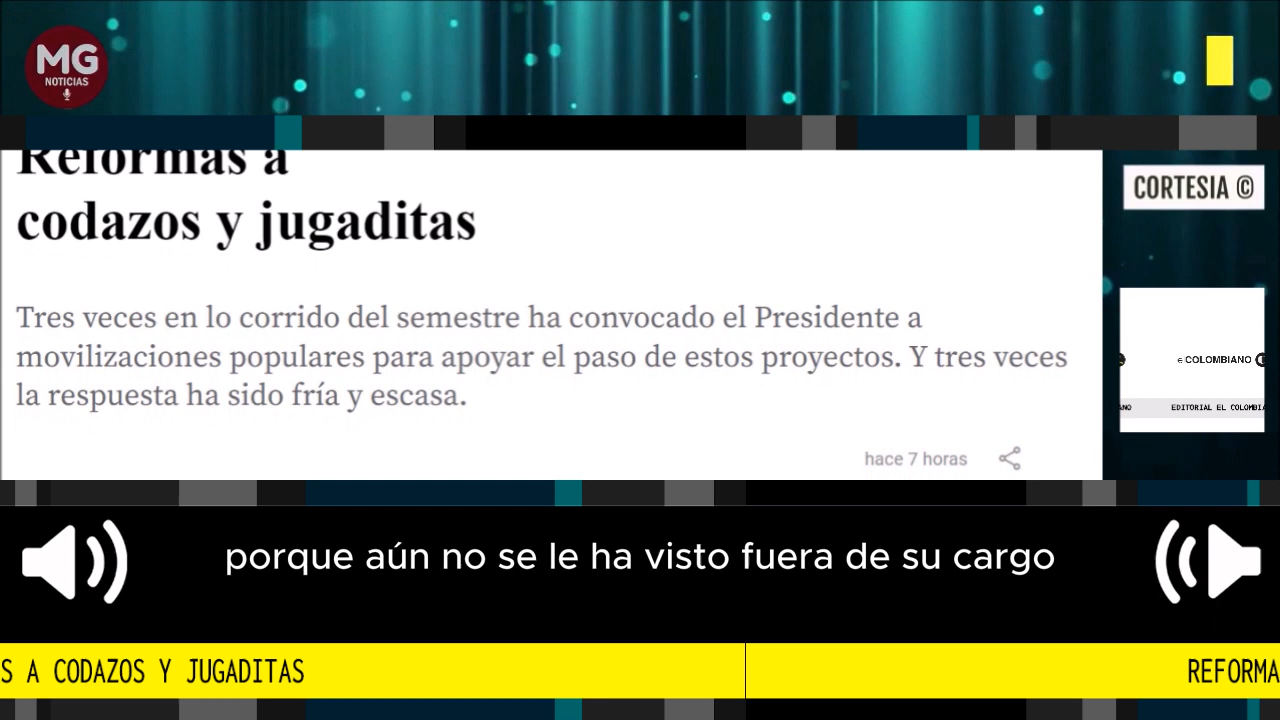 MG
NOTICIAS
Reformas a
codazos y jugaditas
CORTESIA ©
Tres veces en lo corrido del semestre ha convocado el Presidente a
movilizaciones populares para apoyar el paso de estos proyectos. Y tres veces
la respuesta ha sido fría y escasa.
hace 7 horas
COLOMBIANO
ANO EDITORIAL EL COLOMBIA
porque aún no se le ha visto fuera de su cargo
S A CODAZOS Y JUGADITAS
REFORMA